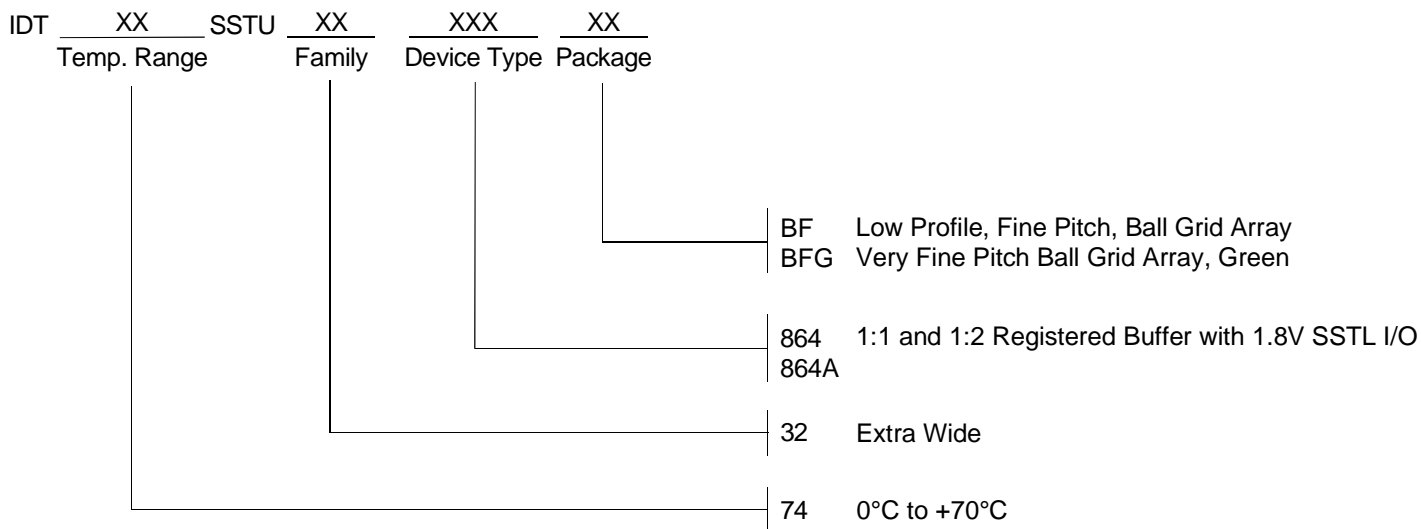 IDT XX SSTU XX XXX XX
Temp. Range Family Device Type Package
BF Low Profile, Fine Pitch, Ball Grid Array
BFG Very Fine Pitch Ball Grid Array, Green
864 1:1 and 1:2 Registered Buffer with 1.8V SSTL I/O
864A
32 Extra Wide
74 0°C to +70°C